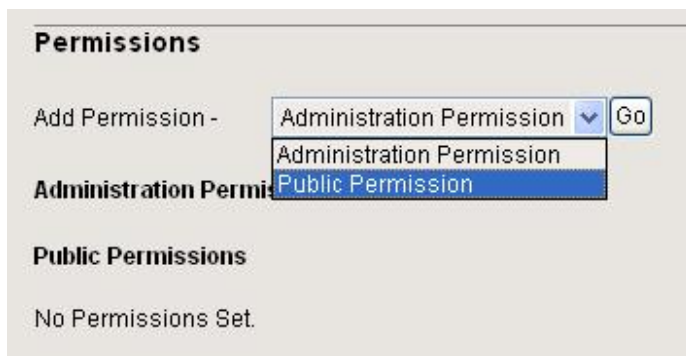 Permissions
Add Permission - Administration Permission Go
Administration Permission
Public Permission
Administration Permis
Public Permissions
No Permissions Set.